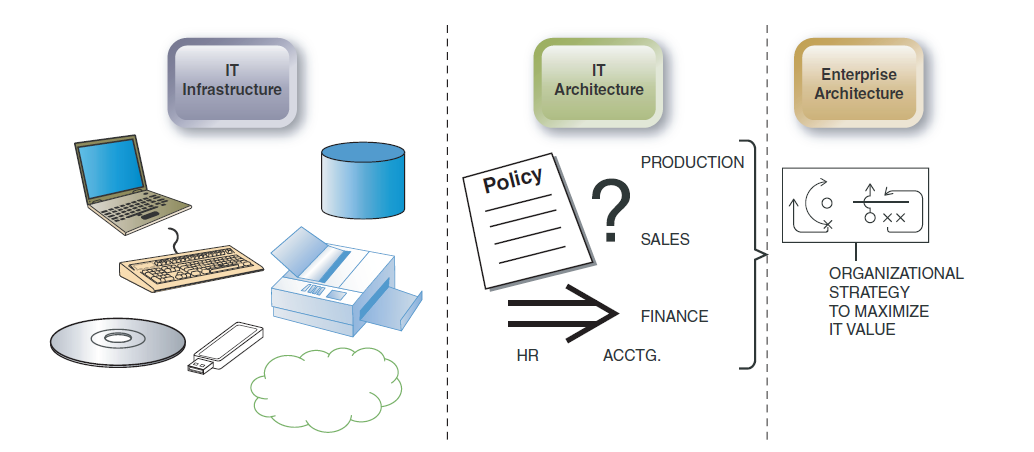 IT
Infrastructure
IT
Architecture
Enterprise
Architecture
Policy
?
PRODUCTION
SALES
FINANCE
HR
ACCTG.
ORGANIZATIONAL
STRATEGY
TO MAXIMIZE
IT VALUE